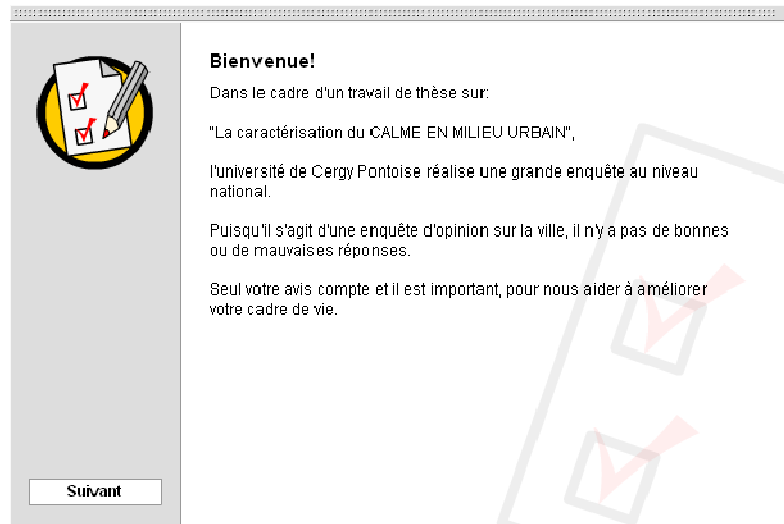 Bienvenue!
Dans le cadre d'un travail de thèse sur:
"La caractérisation du CALME EN MILIEU URBAIN",
l'université de Cergy Pontoise réalise une grande enquête au niveau
national.
Puisqu'il s'agit d'une enquête d'opinion sur la ville, il n'y a pas de bonnes
ou de mauvaises réponses.
Seul votre avis compte et il est important, pour nous aider à améliorer
votre cadre de vie.
Suivant